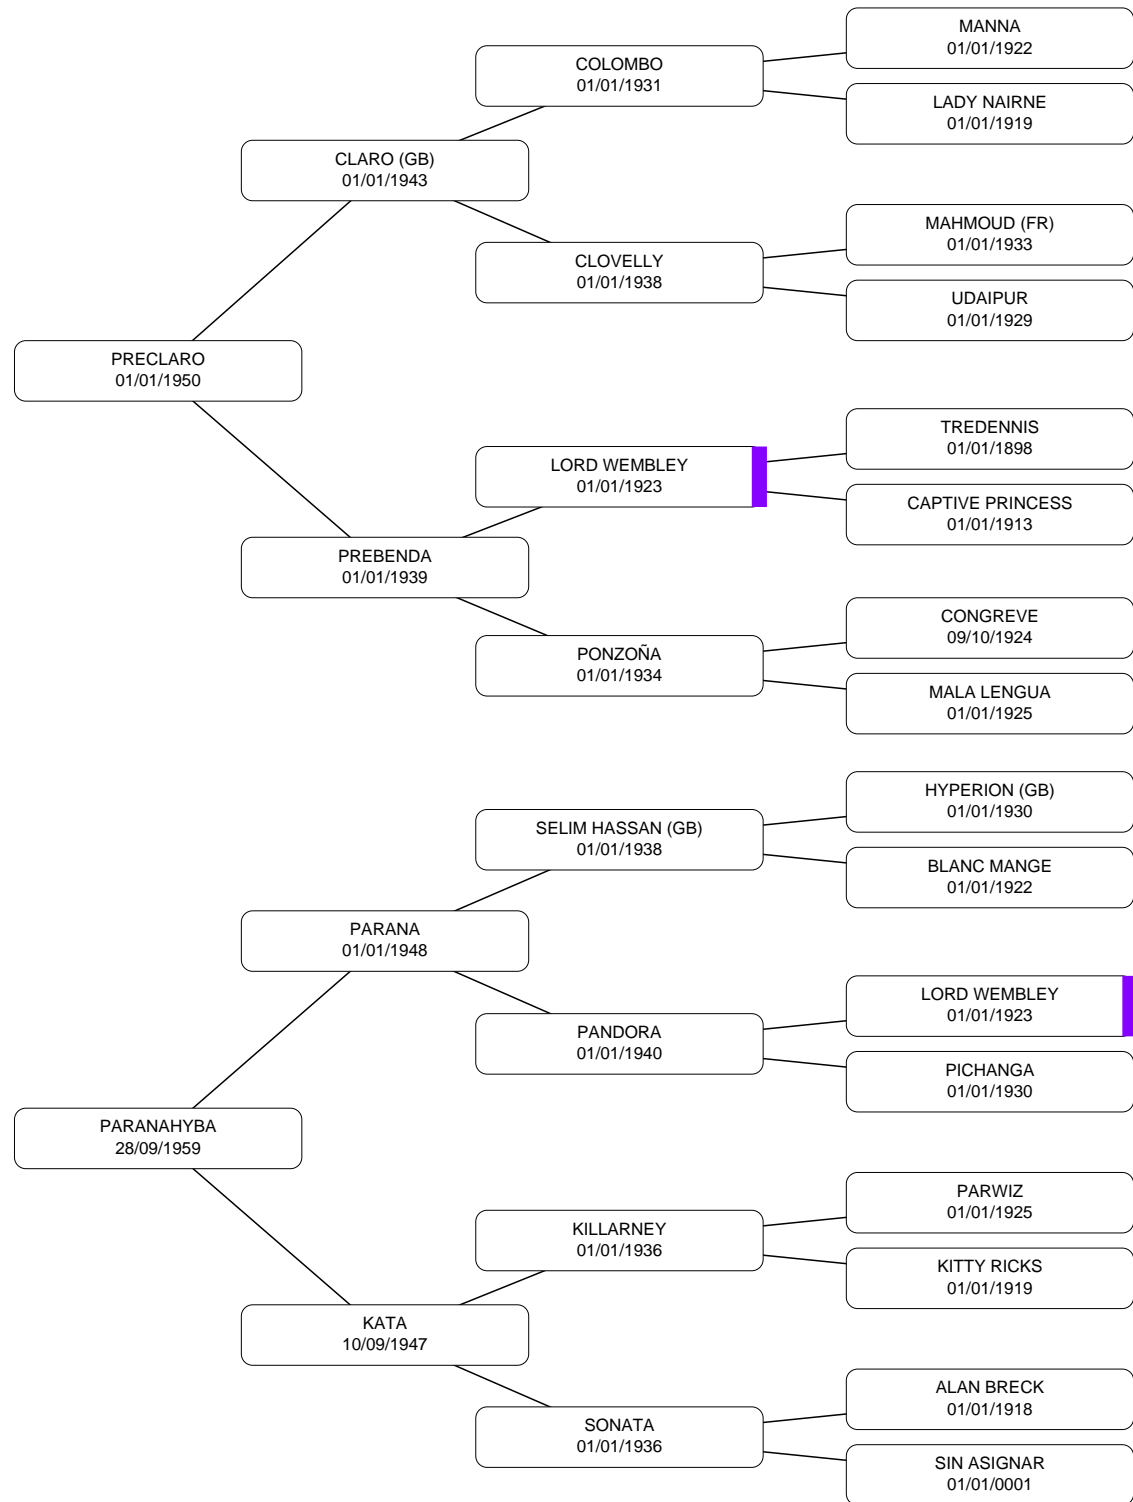 MANNA
01/01/1922
COLOMBO
01/01/1931
LADY NAIRNE
01/01/1919
CLARO (GB)
01/01/1943
MAHMOUD (FR)
01/01/1933
CLOVELLY
01/01/1938
UDAIPUR
01/01/1929
PRECLARO
01/01/1950
TREDENNIS
01/01/1898
LORD WEMBLEY
01/01/1923
CAPTIVE PRINCESS
01/01/1913
PREBENDA
01/01/1939
CONGREVE
09/10/1924
PONZOÑA
01/01/1934
MALA LENGUA
01/01/1925
HYPERION (GB)
01/01/1930
SELIM HASSAN (GB)
01/01/1938
BLANC MANGE
01/01/1922
PARANA
01/01/1948
LORD WEMBLEY
01/01/1923
PANDORA
01/01/1940
PICHANGA
01/01/1930
PARANAHYBA
28/09/1959
PARWIZ
01/01/1925
KILLARNEY
01/01/1936
KITTY RICKS
01/01/1919
KATA
10/09/1947
ALAN BRECK
01/01/1918
SONATA
01/01/1936
SIN ASIGNAR
01/01/0001